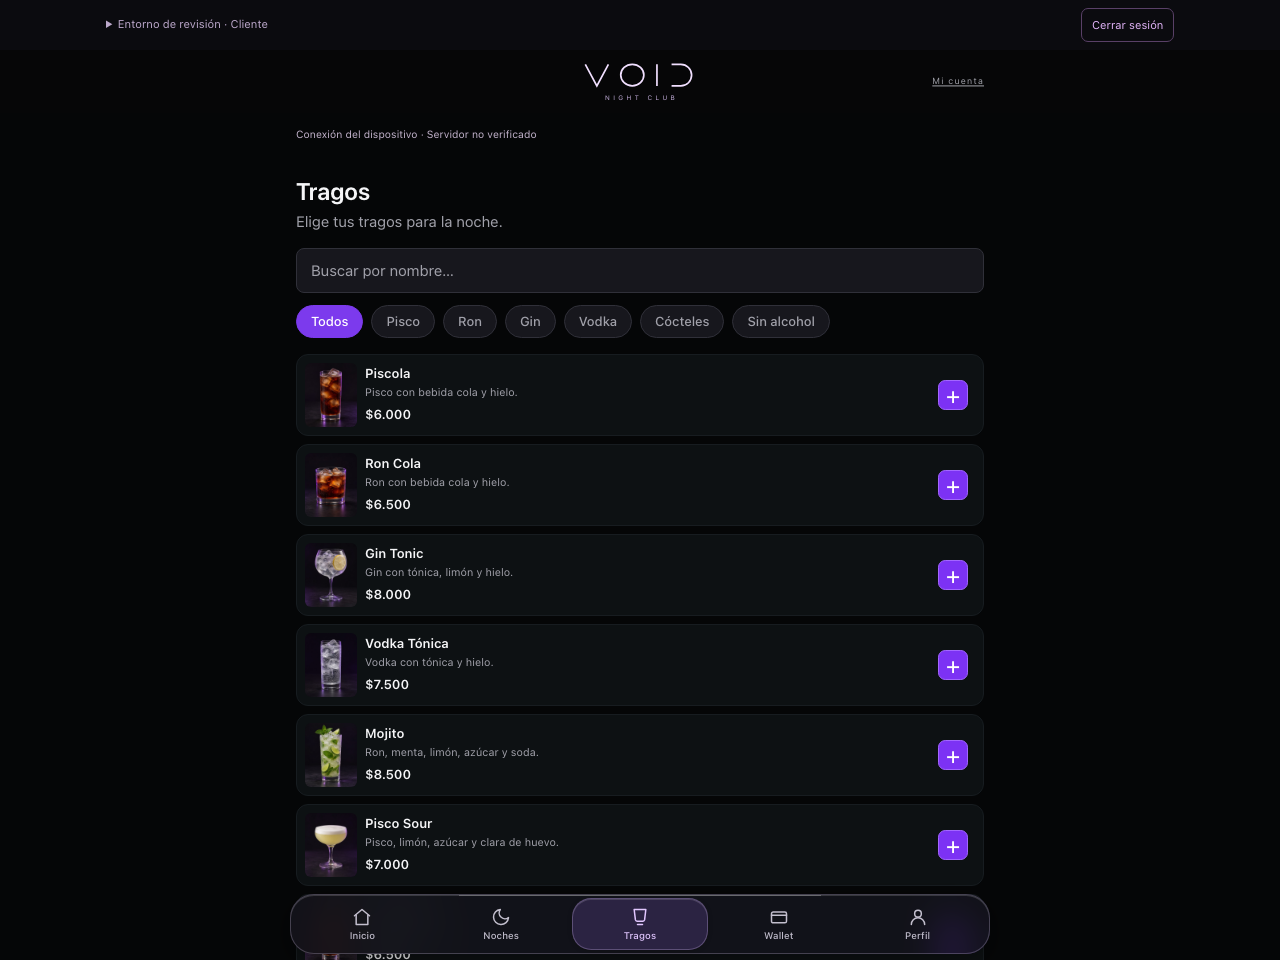 ▶ Entorno de revisión · Cliente
Cerrar sesión
VOID
NIGHT CLUB
Mi cuenta
Conexión del dispositivo · Servidor no verificado
Tragos
Elige tus tragos para la noche.
Buscar por nombre...
Todos
Pisco
Ron
Gin
Vodka
Cócteles
Sin alcohol
Piscola
Pisco con bebida cola y hielo.
$6.000
Ron Cola
Ron con bebida cola y hielo.
$6.500
Gin Tonic
Gin con tónica, limón y hielo.
$8.000
Vodka Tónica
Vodka con tónica y hielo.
$7.500
Mojito
Ron, menta, limón, azúcar y soda.
$8.500
Pisco Sour
Pisco, limón, azúcar y clara de huevo.
$7.000
Inicio
Noches
Tragos
Wallet
Perfil
$6.500